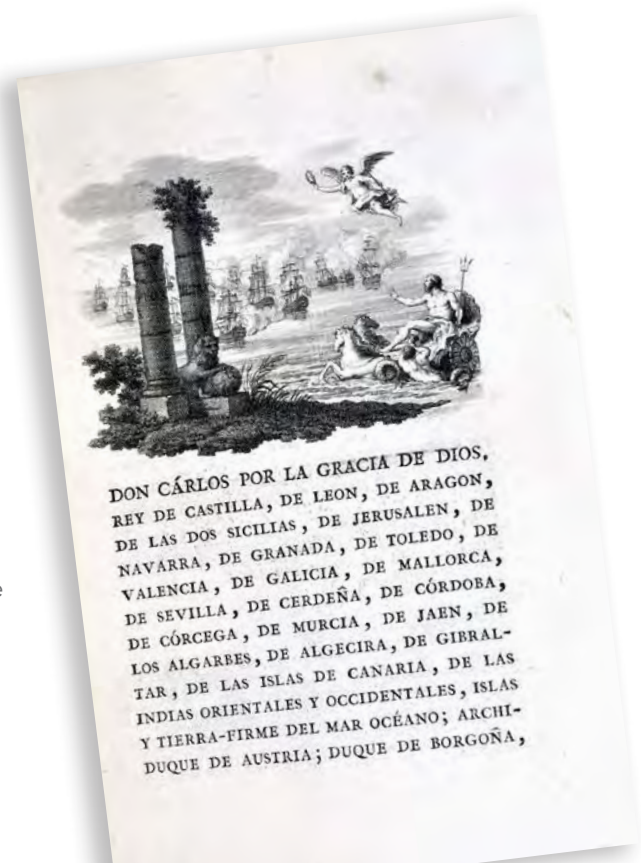 DON CÁRLOS POR LA GRACIA DE DIOS,
REY DE CASTILLA, DE LEON, DE ARAGON,
DE LAS DOS SICILIAS, DE JERUSALEN, DE
NAVARRA, DE GRANADA, DE TOLEDO, DE
VALENCIA, DE GALICIA, DE MALLORCA,
DE SEVILLA, DE CERDEÑA, DE CÓRDOBA,
DE CÓRCEGA, DE MURCIA, DE JAEN, DE
LOS ALGARBES, DE ALGECIRA, DE GIBRAL-
TAR, DE LAS ISLAS DE CANARIA, DE LAS
INDIAS ORIENTALES Y OCCIDENTALES, ISLAS
Y TIERRA-FIRME DEL MAR OCÉANO; ARCHI-
DUQUE DE AUSTRIA; DUQUE DE BORGOÑA,